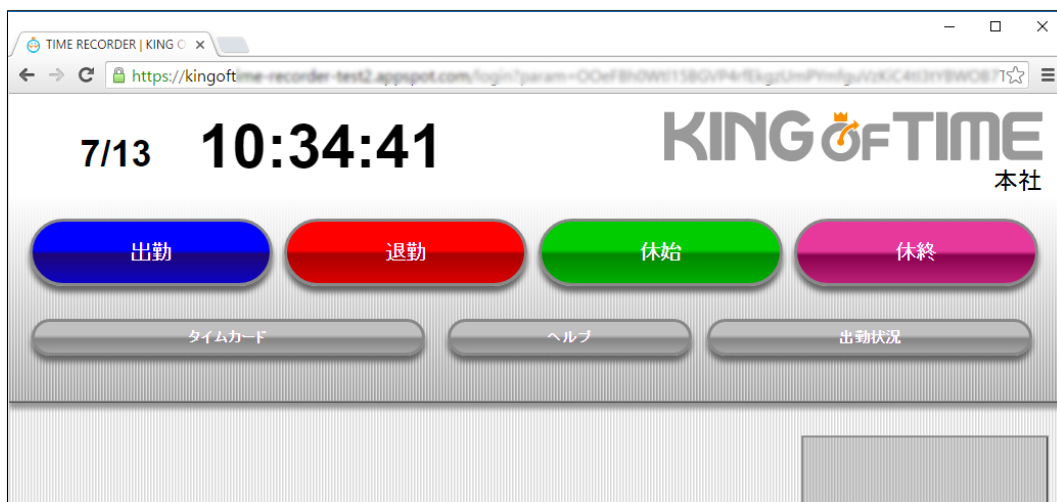 TIME RECORDER | KING O
https://kingoft
7/13
10:34:41
KING OF TIME
本社
出勤
退勤
休始
休終
タイムカード
ヘルプ
出勤状況